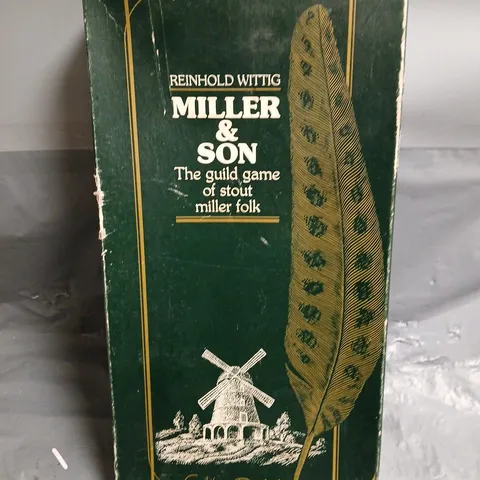 REINHOLD WITTIG
MILLER
&
SON
The guild game
of stout
miller folk